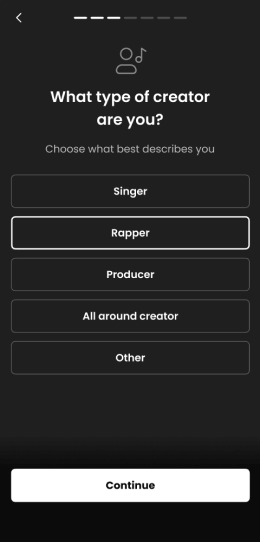 What type of creator
are you?
Choose what best describes you
Singer
Rapper
Producer
All around creator
Other
Continue